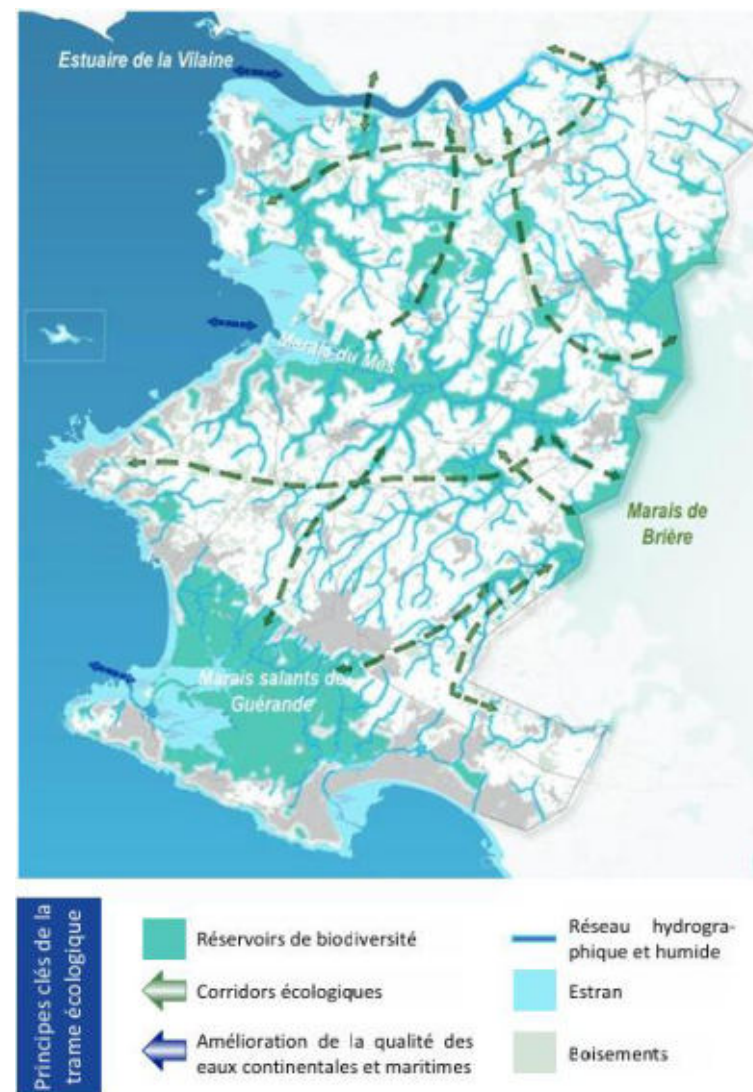 Estuaire de la Vilaine
Marais du Mès
Marais de
Brière
Marais salants de
Guérande
Principes clés de la
trame écologique
Réservoirs de biodiversité
Corridors écologiques
Amélioration de la qualité des
eaux continentales et maritimes
Réseau hydrogra-
phique et humide
Estran
Boisements